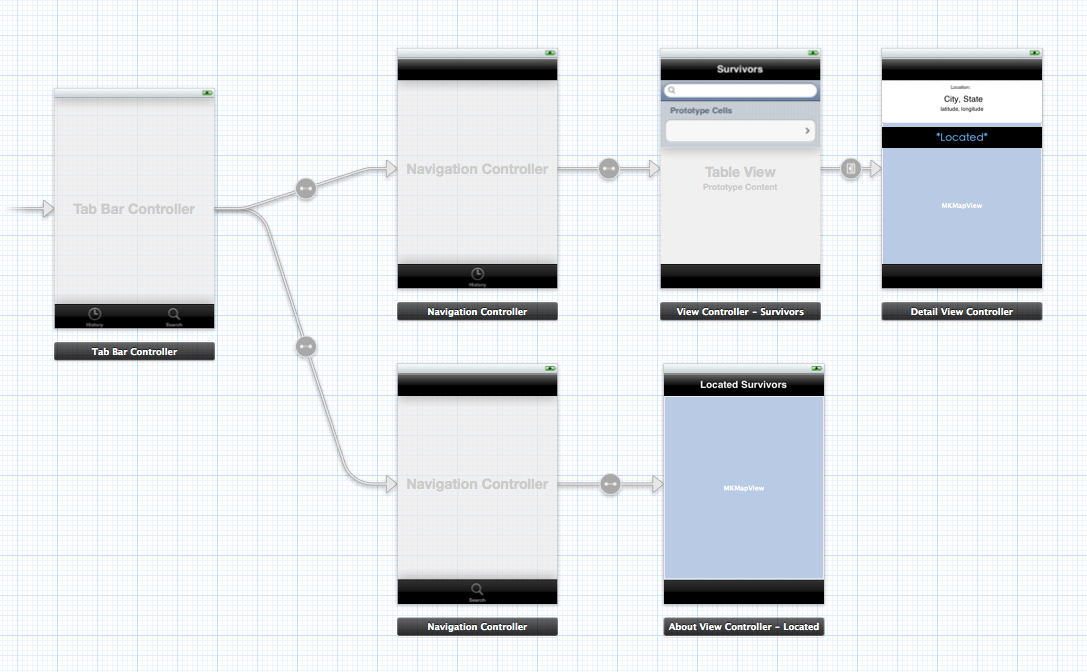 Tab Bar Controller
History
Search
Tab Bar Controller
Navigation Controller
History
Navigation Controller
Survivors
Prototype Cells
Table View
Prototype Content
View Controller - Survivors
Location:
City, State
latitude, longitude
*Located*
MKMapView
Detail View Controller
Navigation Controller
Search
Navigation Controller
Located Survivors
MKMapView
About View Controller - Located